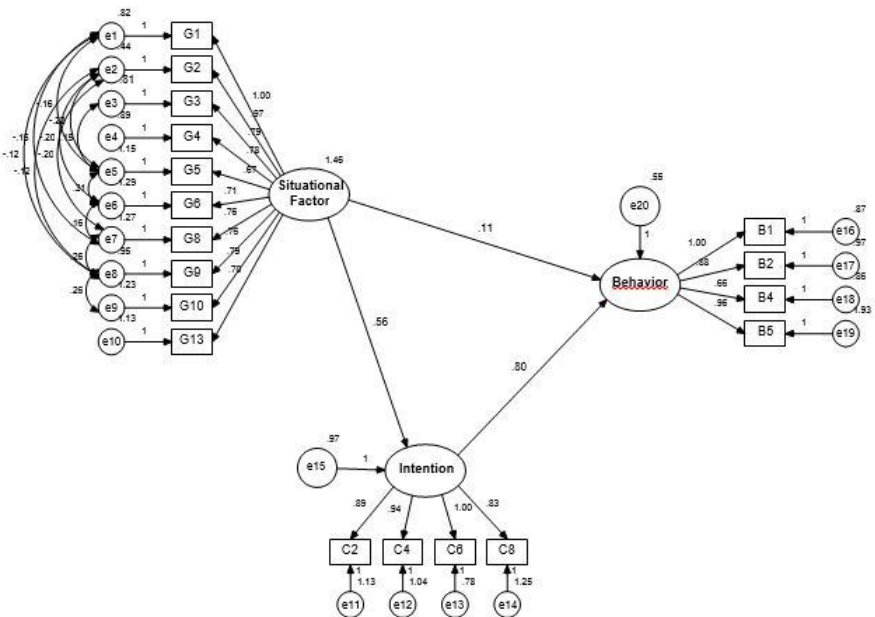 .82
e1 1 G1
.44
e2 1 G2
.81
e3 1 G3
.89
e4 1 G4
1.15
e5 1 G5
1.29
e6 1 G6
1.27
e7 1 G8
.95
e8 1 G9
1.23
e9 1 G10
1.13
e10 1 G13
-.16
-.20
-.15
-.20
-.12
-.20
-.12
.21
.16
.25
.25
1.00
.97
.79
.78
.67
.71
.76
.75
.79
.70
1.46
Situational
Factor
.11
.56
.80
.55
e20
1
Behavior
1.00
.88
.66
.96
.87
B1 1 e16
.97
B2 1 e17
.86
B4 1 e18
1.93
B5 1 e19
.97
e15
1
Intention
.89 .94 1.00 .83
C2 C4 C6 C8
1 1 1 1
1.13 1.04 .78 1.25
e11 e12 e13 e14